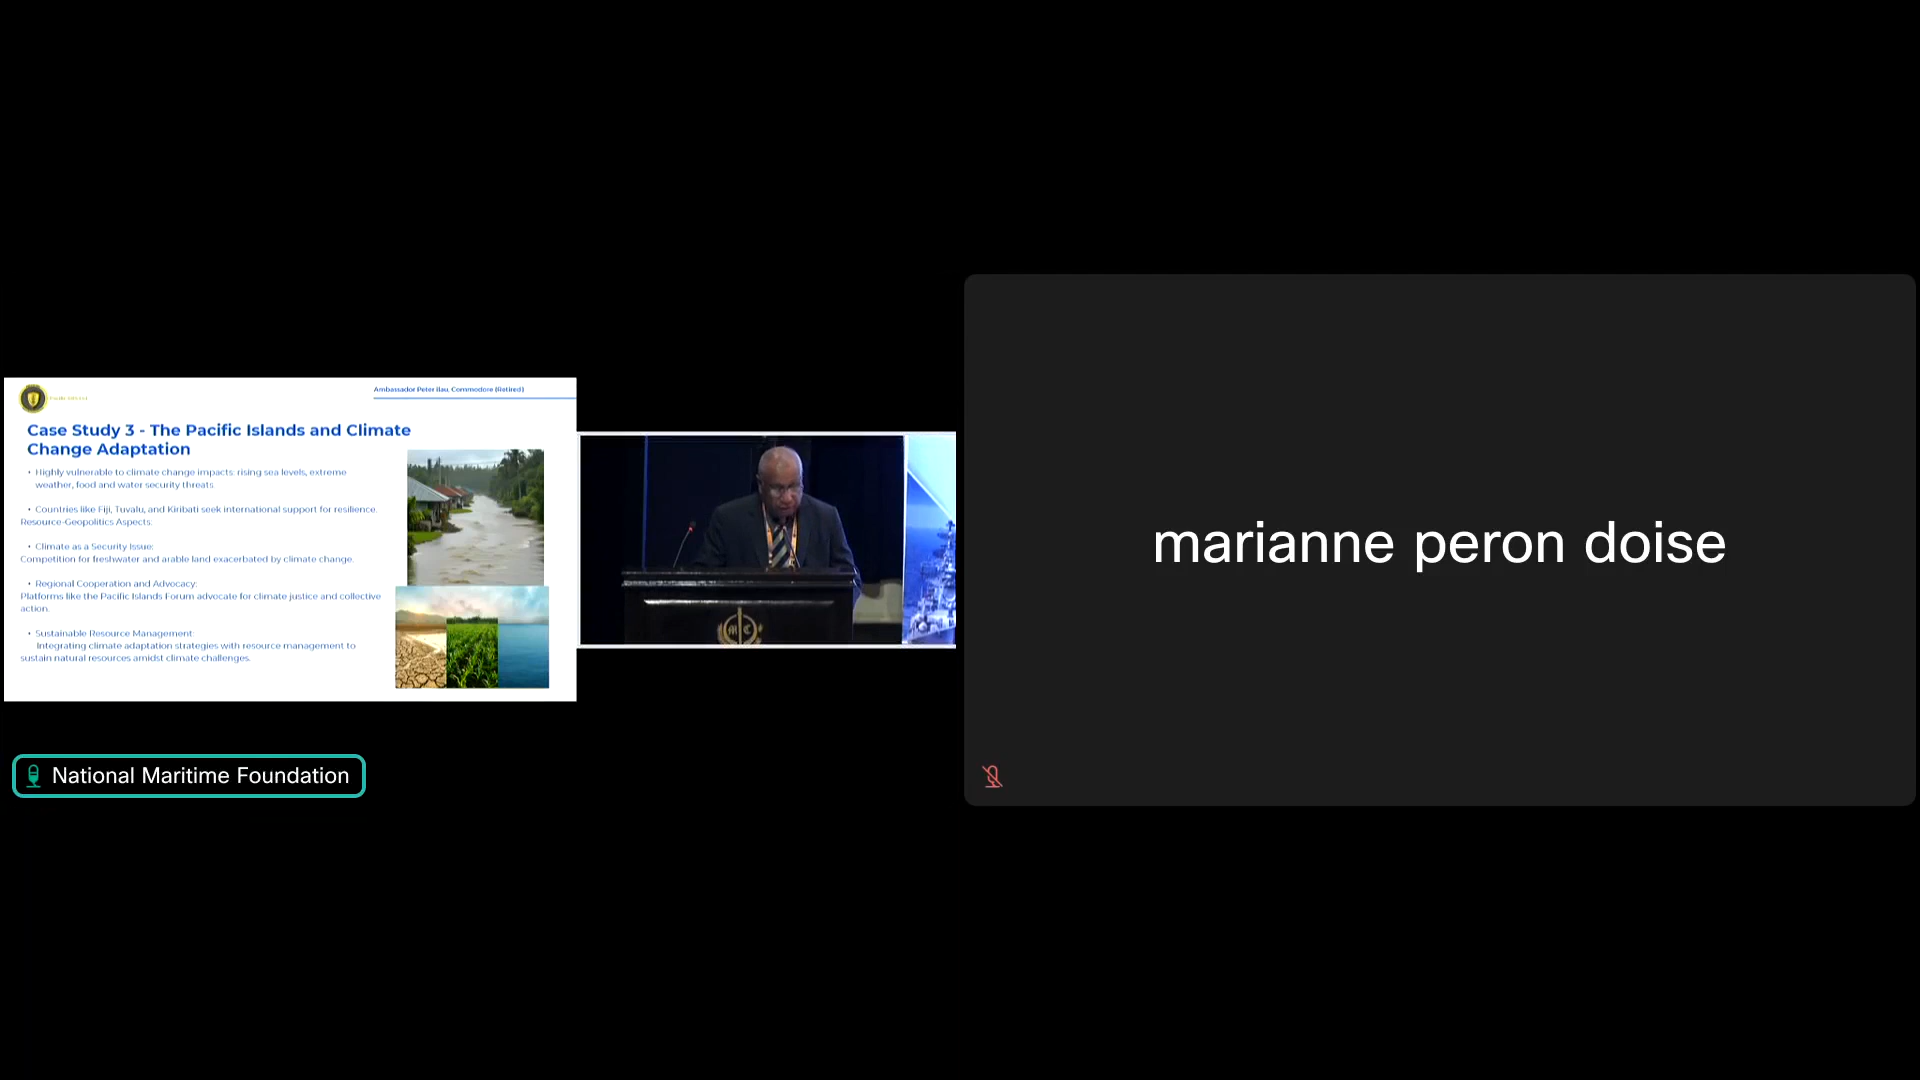 Ambassador Peter Ilau, Commodore (Retired)
Case Study 3 - The Pacific Islands and Climate
Change Adaptation
• Highly vulnerable to climate change impacts: rising sea levels, extreme
weather, food and water security threats.
• Countries like Fiji, Tuvalu, and Kiribati seek international support for resilience.
Resource-Geopolitics Aspects:
• Climate as a Security Issue:
Competition for freshwater and arable land exacerbated by climate change.
• Regional Cooperation and Advocacy:
Platforms like the Pacific Islands Forum advocate for climate justice and collective
action.
• Sustainable Resource Management:
Integrating climate adaptation strategies with resource management to
sustain natural resources amidst climate challenges.
National Maritime Foundation
marianne peron doise